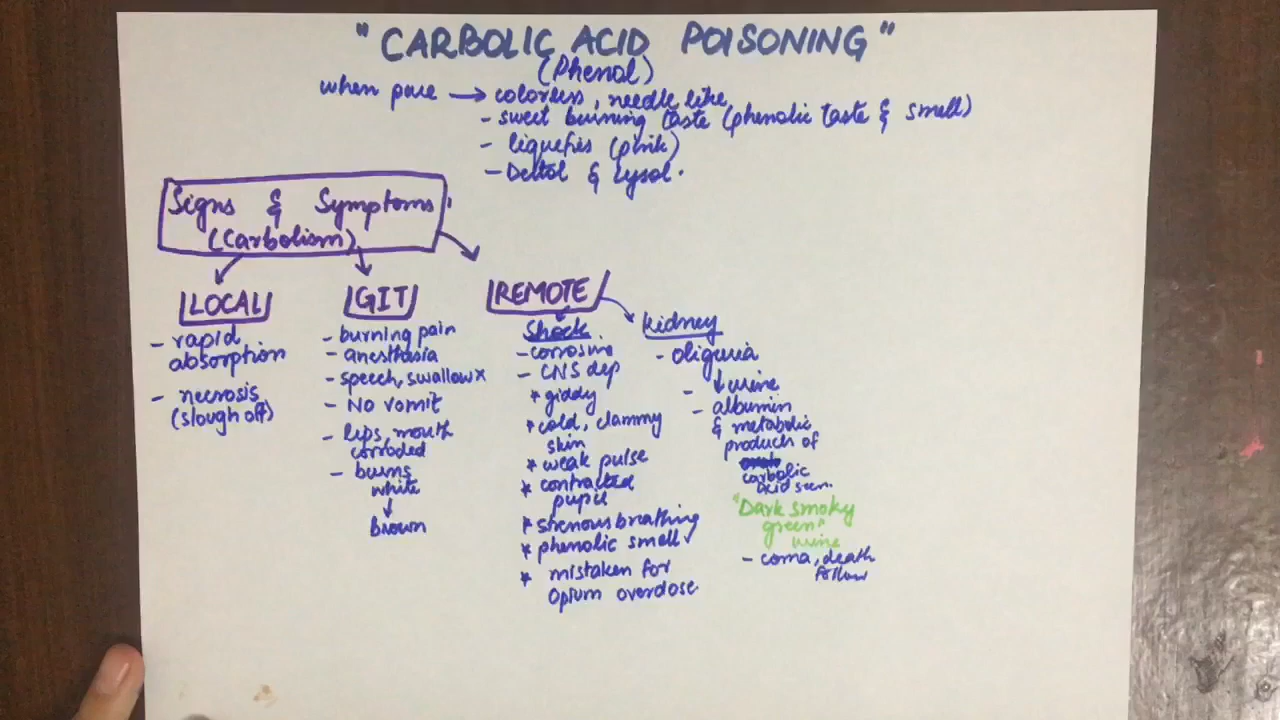 "CARBOLIC ACID POISONING"
(Phenol)
when pure → colorless, needle like
- sweet burning taste (phenolic taste & smell)
- liquefies (pink)
- Dettol & Lysol.
Signs & Symptoms
(Carbolism)
LOCAL
- rapid
absorption
- necrosis
(slough off)
GIT
- burning pain
- anesthasia
- speech, swallow x
- No vomit
- lips, mouth
corroded
- burns
white
↓
brown
REMOTE
Shock
- corrosive
- CNS dep
* giddy
* cold, clammy
skin
* weak pulse
* contracted
pupil
* stenous breathing
* phenolic smell ✓
* mistaken for
opium overdose.
kidney
- oliguria
- ↓ urine
- albumin
& metabolic
products of
carbolic
acid seen.
"Dark smoky
green"
urine
- coma, death
follow